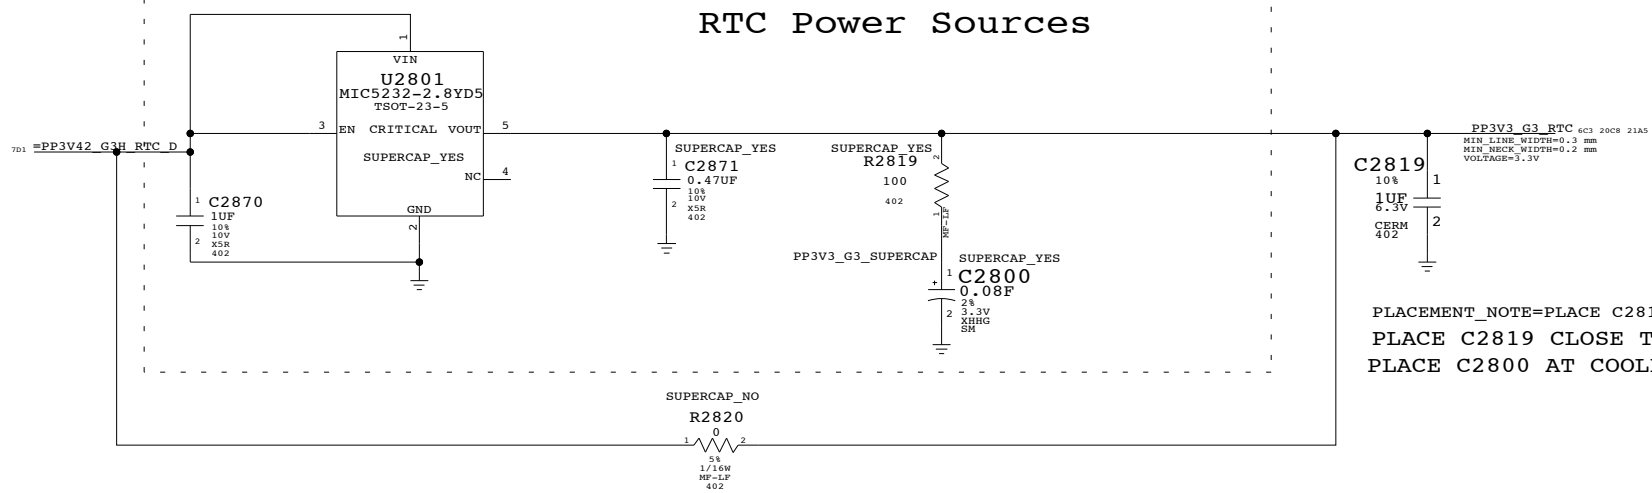 RTC Power Sources
1
VIN
U2801
MIC5232-2.8YD5
TSOT-23-5
3
EN
CRITICAL
VOUT
5
SUPERCAP_YES
NC
4
GND
2
7D1
=PP3V42_G3H_RTC_D
1
C2870
1UF
10%
10V
X5R
402
2
SUPERCAP_YES
1
C2871
0.47UF
10%
10V
X5R
402
2
SUPERCAP_YES
R2819
100
402
2
1
MF-LF
PP3V3_G3_SUPERCAP
SUPERCAP_YES
1
C2800
+
0.08F
2%
3.3V
XHHG
SM
2
PP3V3_G3_RTC
6C3 20C8 21A5
MIN_LINE_WIDTH=0.3 mm
MIN_NECK_WIDTH=0.2 mm
VOLTAGE=3.3V
C2819
10%
1UF
6.3V
CERM
402
1
2
PLACEMENT_NOTE=PLACE C281
PLACE C2819 CLOSE T
PLACE C2800 AT COOL
SUPERCAP_NO
R2820
0
1
2
5%
1/16W
MF-LF
402